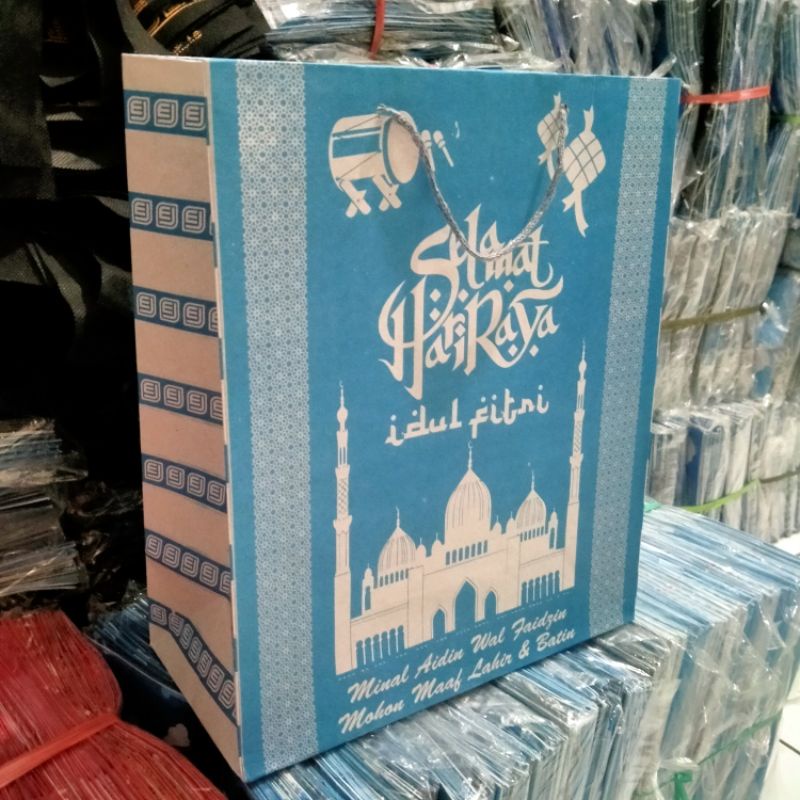 Selamat
Hari Raya
idul fitri
Minal Aidin Wal Faidzin
Mohon Maaf Lahir & Batin